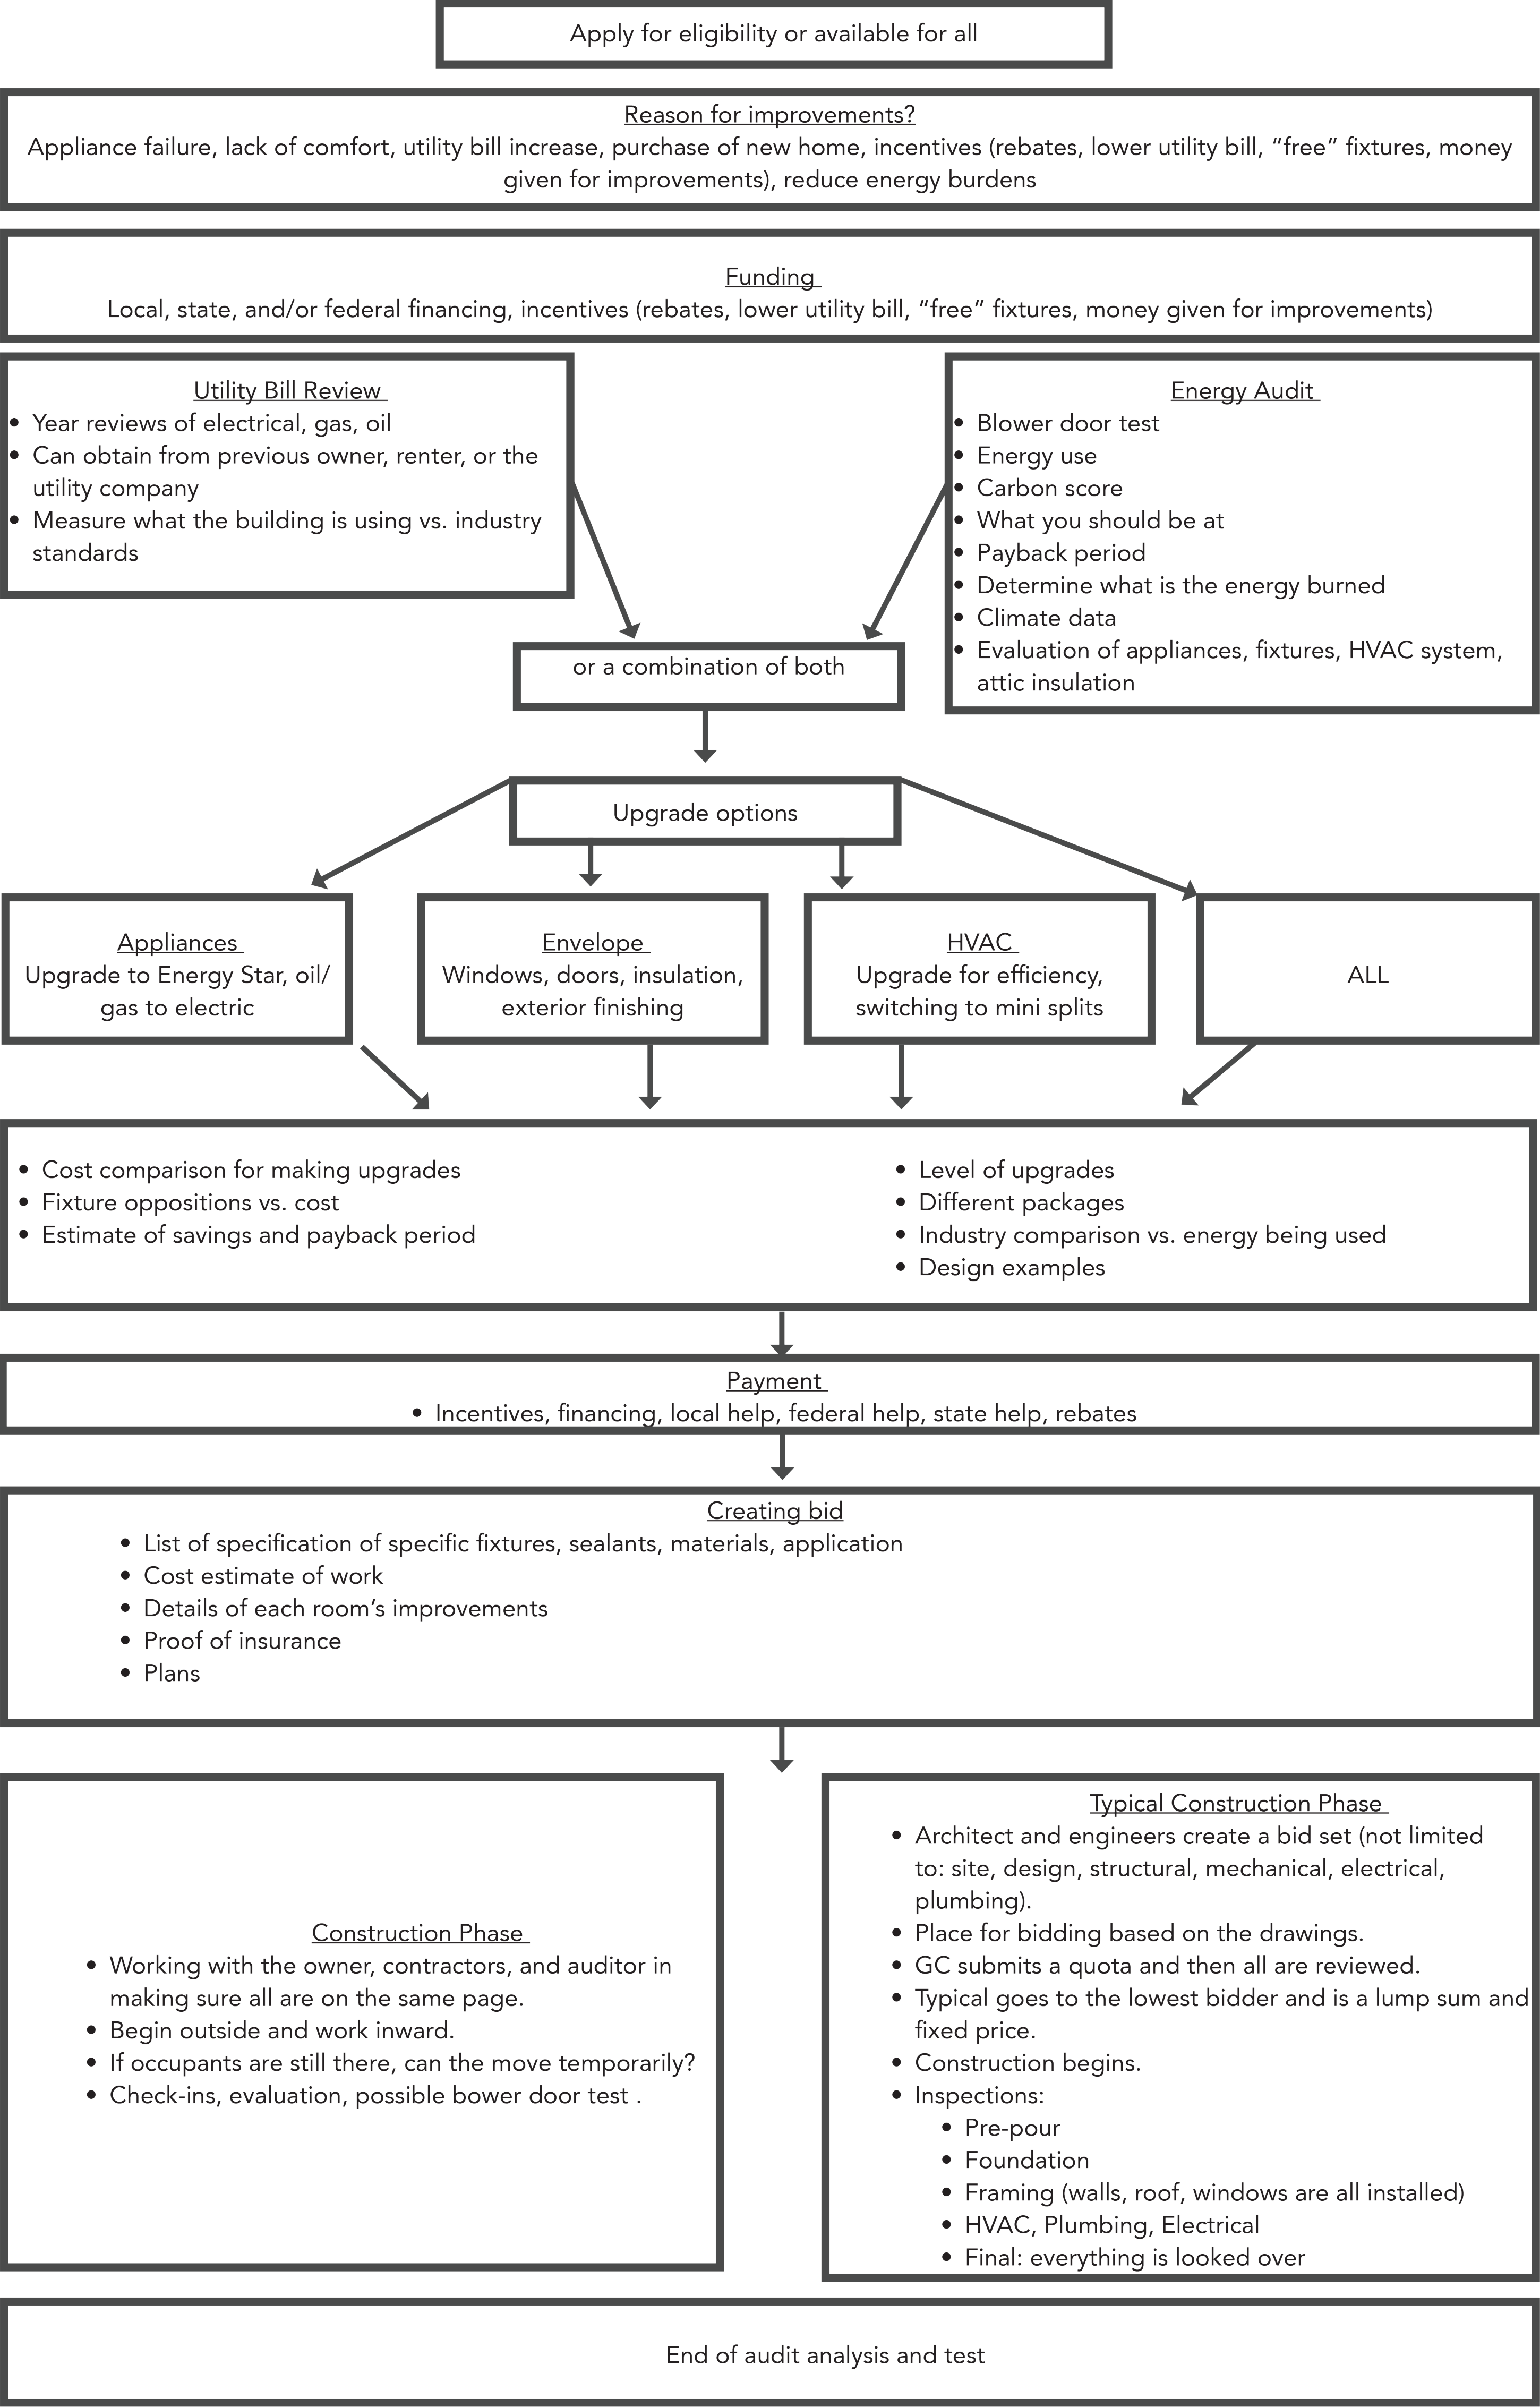 Apply for eligibility or available for all
Reason for improvements?
Appliance failure, lack of comfort, utility bill increase, purchase of new home, incentives (rebates, lower utility bill, “free” fixtures, money
given for improvements), reduce energy burdens
Funding
Local, state, and/or federal financing, incentives (rebates, lower utility bill, “free” fixtures, money given for improvements)
Utility Bill Review
• Year reviews of electrical, gas, oil
• Can obtain from previous owner, renter, or the
utility company
• Measure what the building is using vs. industry
standards
Energy Audit
• Blower door test
• Energy use
• Carbon score
• What you should be at
• Payback period
• Determine what is the energy burned
• Climate data
• Evaluation of appliances, fixtures, HVAC system,
attic insulation
or a combination of both
Upgrade options
Appliances
Upgrade to Energy Star, oil/
gas to electric
Envelope
Windows, doors, insulation,
exterior finishing
HVAC
Upgrade for efficiency,
switching to mini splits
ALL
• Cost comparison for making upgrades
• Fixture oppositions vs. cost
• Estimate of savings and payback period
• Level of upgrades
• Different packages
• Industry comparison vs. energy being used
• Design examples
Payment
• Incentives, financing, local help, federal help, state help, rebates
Creating bid
• List of specification of specific fixtures, sealants, materials, application
• Cost estimate of work
• Details of each room’s improvements
• Proof of insurance
• Plans
Construction Phase
• Working with the owner, contractors, and auditor in
making sure all are on the same page.
• Begin outside and work inward.
• If occupants are still there, can the move temporarily?
• Check-ins, evaluation, possible bower door test .
Typical Construction Phase
• Architect and engineers create a bid set (not limited
to: site, design, structural, mechanical, electrical,
plumbing).
• Place for bidding based on the drawings.
• GC submits a quota and then all are reviewed.
• Typical goes to the lowest bidder and is a lump sum and
fixed price.
• Construction begins.
• Inspections:
• Pre-pour
• Foundation
• Framing (walls, roof, windows are all installed)
• HVAC, Plumbing, Electrical
• Final: everything is looked over
End of audit analysis and test